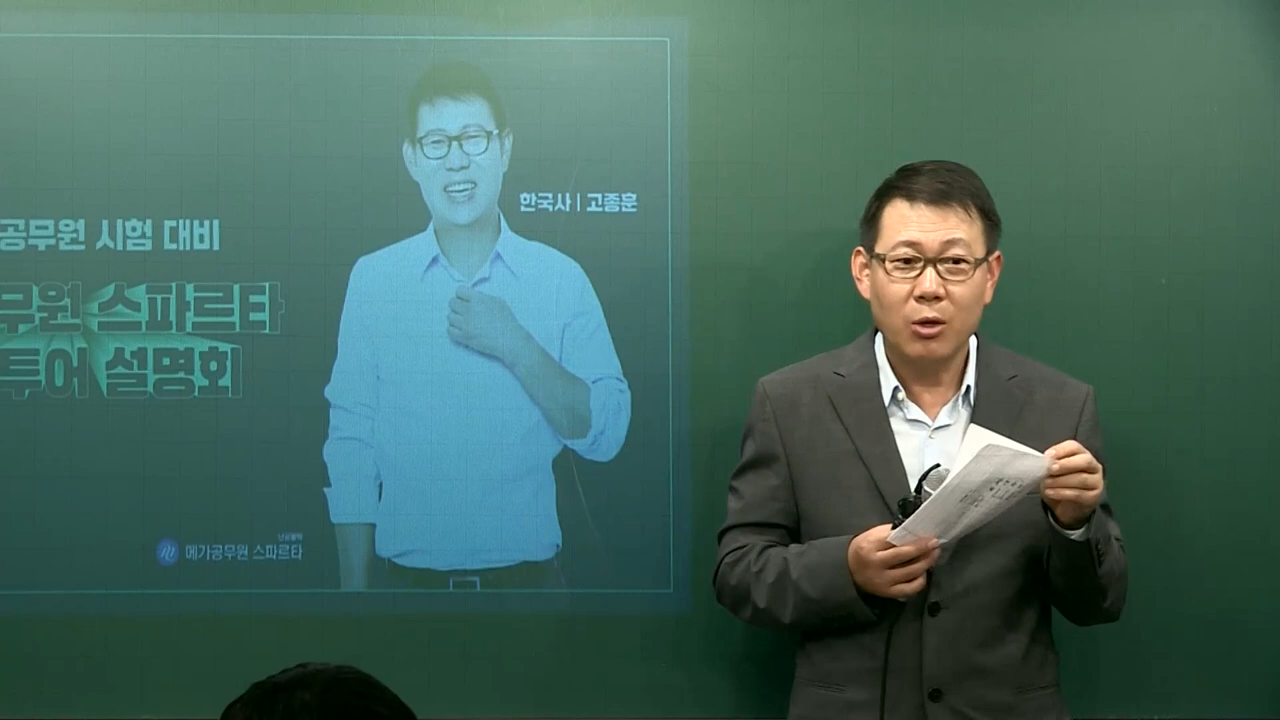 한국사 | 고종훈
공무원 시험 대비
무원 스파르타
투어 설명회
메가공무원 스파르타